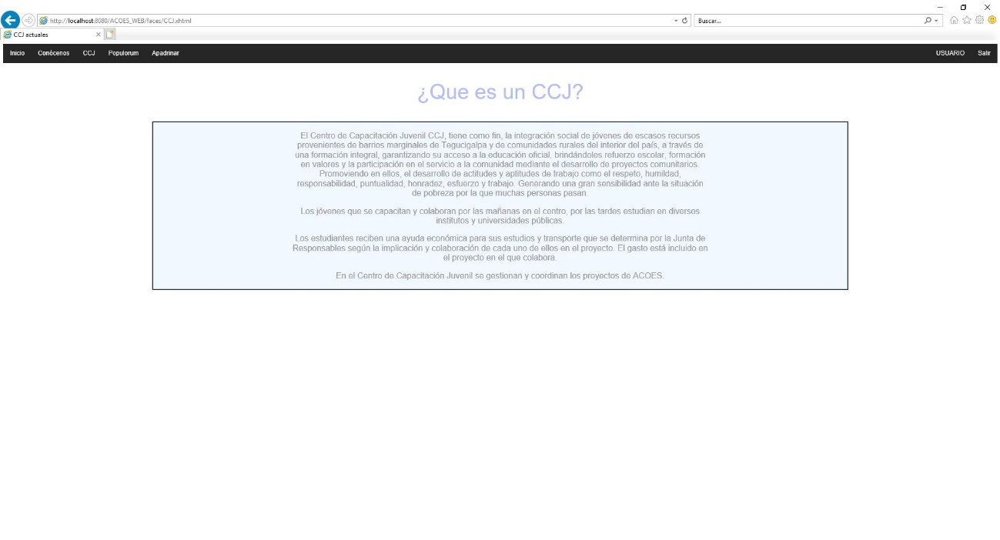 http://localhost:8080/ACOES_WEB/faces/CCJ.xhtml
Buscar...
CCJ actuales
Inicio Conócenos CCJ Populorum Apadrinar USUARIO Salir
¿Que es un CCJ?
El Centro de Capacitación Juvenil CCJ, tiene como fin, la integración social de jóvenes de escasos recursos
provenientes de barrios marginales de Tegucigalpa y de comunidades rurales del interior del país, a través de
una formación integral, garantizando su acceso a la educación oficial, brindándoles refuerzo escolar, formación
en valores y la participación en el servicio a la comunidad mediante el desarrollo de proyectos comunitarios.
Promoviendo en ellos, el desarrollo de actitudes y aptitudes de trabajo como el respeto, humildad,
responsabilidad, puntualidad, honradez, esfuerzo y trabajo. Generando una gran sensibilidad ante la situación
de pobreza por la que muchas personas pasan.
Los jóvenes que se capacitan y colaboran por las mañanas en el centro, por las tardes estudian en diversos
institutos y universidades públicas.
Los estudiantes reciben una ayuda económica para sus estudios y transporte que se determina por la Junta de
Responsables según la implicación y colaboración de cada uno de ellos en el proyecto. El gasto está incluido en
el proyecto en el que colabora.
En el Centro de Capacitación Juvenil se gestionan y coordinan los proyectos de ACOES.